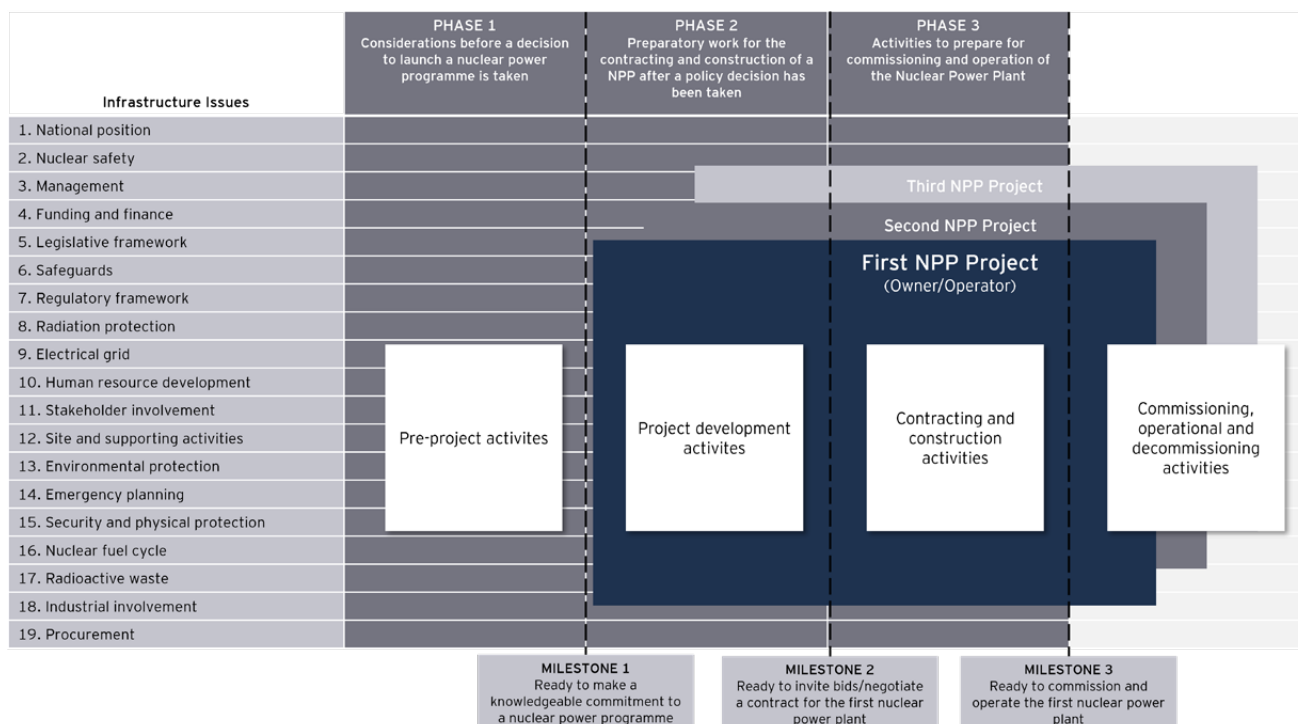 PHASE 1
Considerations before a decision
to launch a nuclear power
programme is taken
PHASE 2
Preparatory work for the
contracting and construction of a
NPP after a policy decision has
been taken
PHASE 3
Activities to prepare for
commissioning and operation of
the Nuclear Power Plant
Infrastructure Issues
1. National position
2. Nuclear safety
3. Management
4. Funding and finance
5. Legislative framework
6. Safeguards
7. Regulatory framework
8. Radiation protection
9. Electrical grid
10. Human resource development
11. Stakeholder involvement
12. Site and supporting activities
13. Environmental protection
14. Emergency planning
15. Security and physical protection
16. Nuclear fuel cycle
17. Radioactive waste
18. Industrial involvement
19. Procurement
Third NPP Project
Second NPP Project
First NPP Project
(Owner/Operator)
Pre-project activites
Project development
activites
Contracting and
construction
activities
Commissioning,
operational and
decommissioning
activities
MILESTONE 1
Ready to make a
knowledgeable commitment to
a nuclear power programme
MILESTONE 2
Ready to invite bids/negotiate
a contract for the first nuclear
power plant
MILESTONE 3
Ready to commission and
operate the first nuclear power
plant